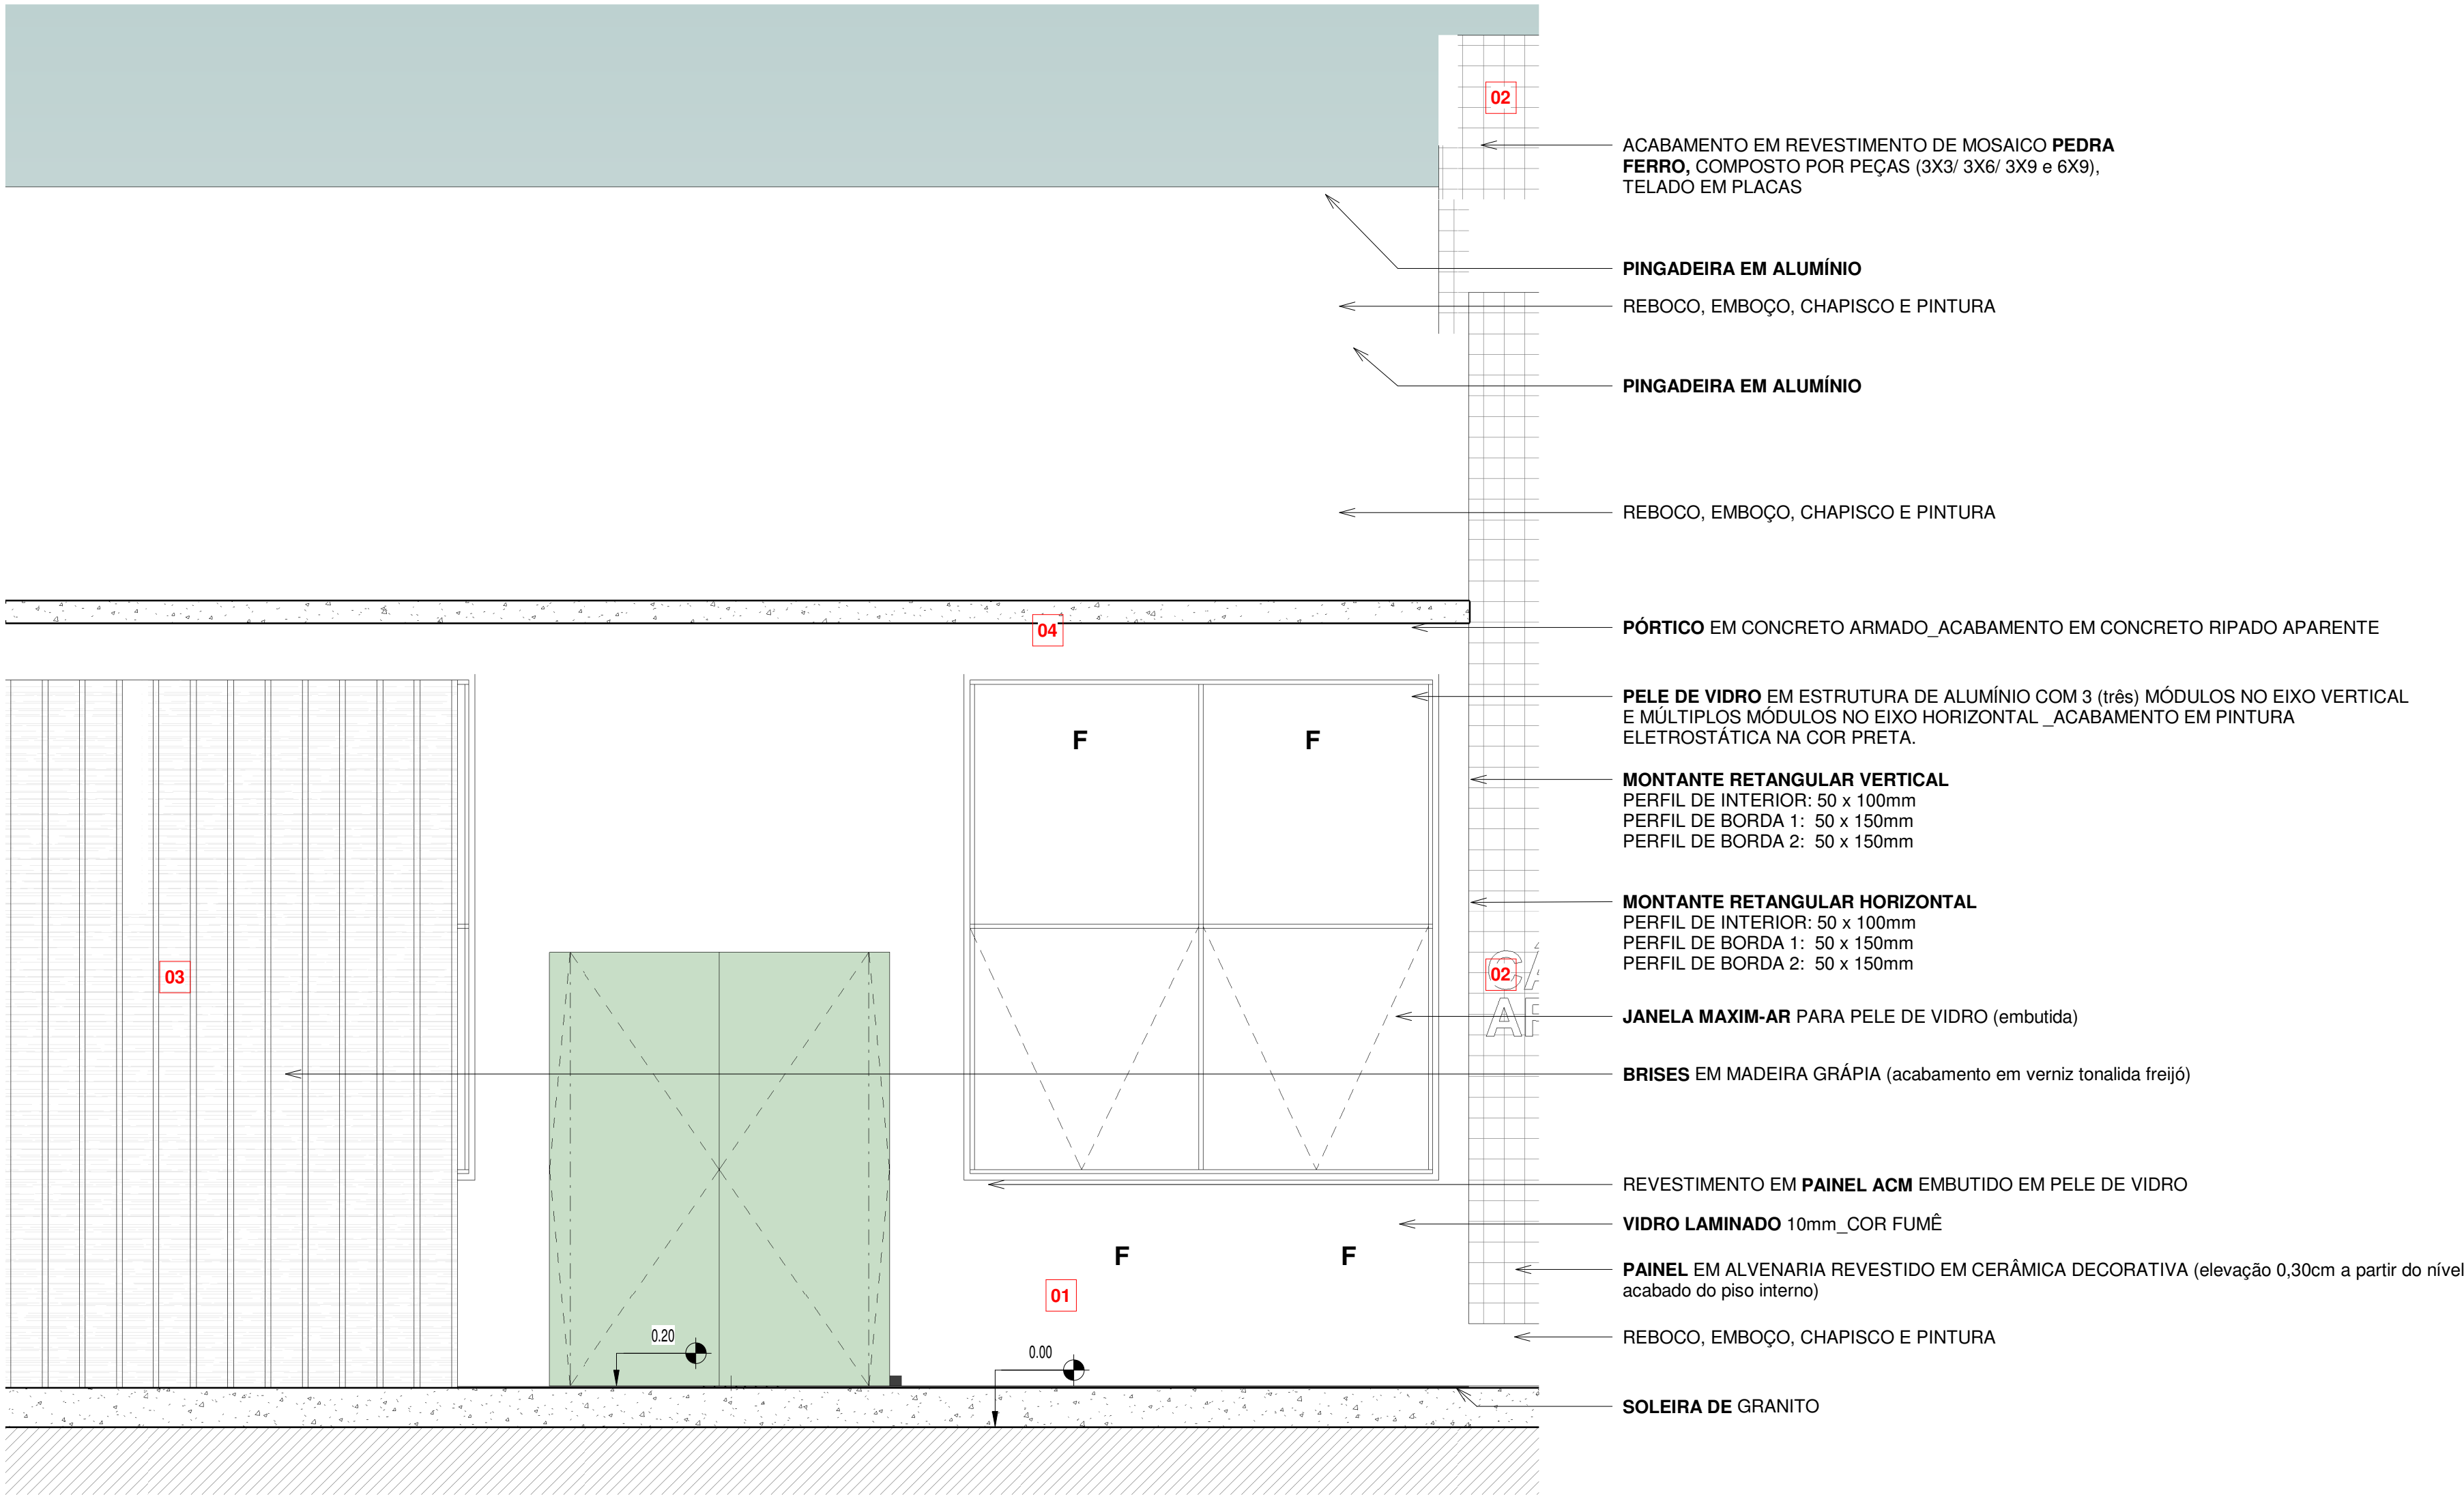 02
ACABAMENTO EM REVESTIMENTO DE MOSAICO PEDRA
FERRO, COMPOSTO POR PEÇAS (3X3/ 3X6/ 3X9 e 6X9),
TELADO EM PLACAS
PINGADEIRA EM ALUMÍNIO
REBOCO, EMBOÇO, CHAPISCO E PINTURA
PINGADEIRA EM ALUMÍNIO
REBOCO, EMBOÇO, CHAPISCO E PINTURA
04
PÓRTICO EM CONCRETO ARMADO_ACABAMENTO EM CONCRETO RIPADO APARENTE
PELE DE VIDRO EM ESTRUTURA DE ALUMÍNIO COM 3 (três) MÓDULOS NO EIXO VERTICAL
E MÚLTIPLOS MÓDULOS NO EIXO HORIZONTAL _ACABAMENTO EM PINTURA
ELETROSTÁTICA NA COR PRETA.
F F
MONTANTE RETANGULAR VERTICAL
PERFIL DE INTERIOR: 50 x 100mm
PERFIL DE BORDA 1: 50 x 150mm
PERFIL DE BORDA 2: 50 x 150mm
MONTANTE RETANGULAR HORIZONTAL
PERFIL DE INTERIOR: 50 x 100mm
PERFIL DE BORDA 1: 50 x 150mm
PERFIL DE BORDA 2: 50 x 150mm
03
02
JANELA MAXIM-AR PARA PELE DE VIDRO (embutida)
BRISES EM MADEIRA GRÁPIA (acabamento em verniz tonalida freijó)
REVESTIMENTO EM PAINEL ACM EMBUTIDO EM PELE DE VIDRO
VIDRO LAMINADO 10mm_COR FUMÊ
F F
PAINEL EM ALVENARIA REVESTIDO EM CERÂMICA DECORATIVA (elevação 0,30cm a partir do nível
acabado do piso interno)
01
0.20
REBOCO, EMBOÇO, CHAPISCO E PINTURA
0.00
SOLEIRA DE GRANITO